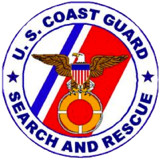 U. S. COAST GUARD
SEARCH AND RESCUE